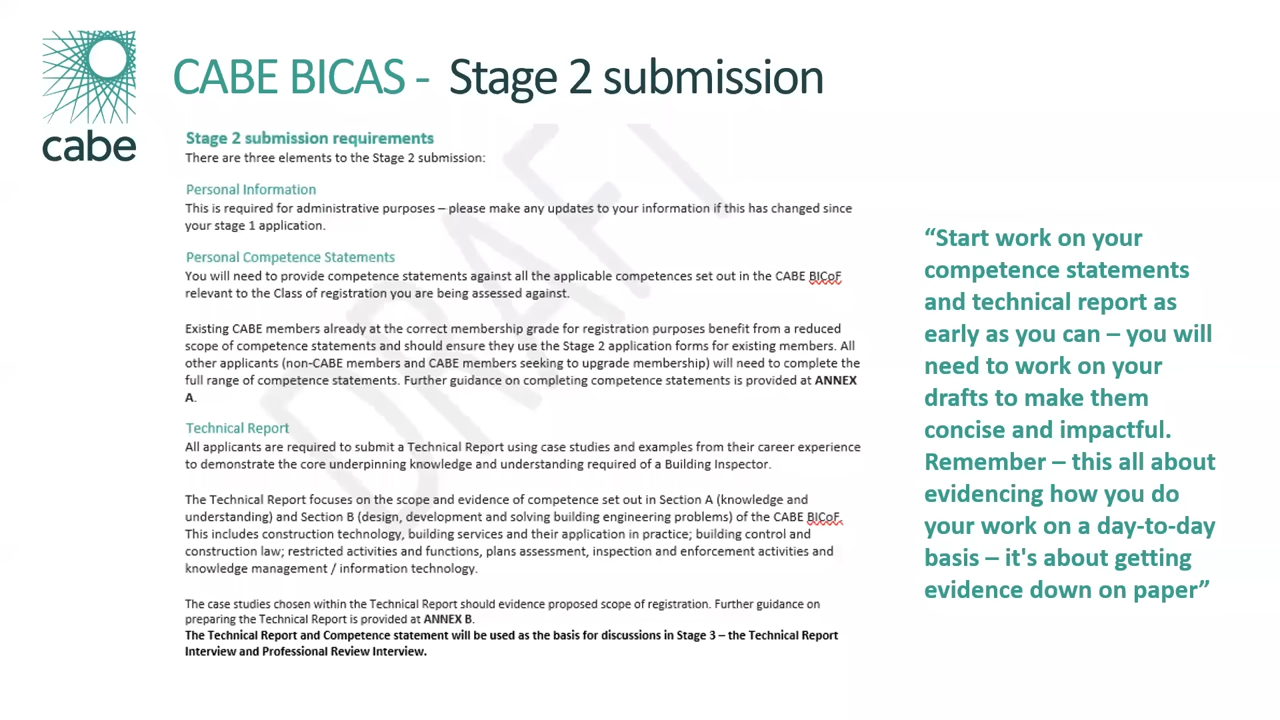 cabe
CABE BICAS - Stage 2 submission
Stage 2 submission requirements
There are three elements to the Stage 2 submission:
Personal Information
This is required for administrative purposes – please make any updates to your information if this has changed since
your stage 1 application.
Personal Competence Statements
You will need to provide competence statements against all the applicable competences set out in the CABE BICoF
relevant to the Class of registration you are being assessed against.
Existing CABE members already at the correct membership grade for registration purposes benefit from a reduced
scope of competence statements and should ensure they use the Stage 2 application forms for existing members. All
other applicants (non-CABE members and CABE members seeking to upgrade membership) will need to complete the
full range of competence statements. Further guidance on completing competence statements is provided at ANNEX
A.
Technical Report
All applicants are required to submit a Technical Report using case studies and examples from their career experience
to demonstrate the core underpinning knowledge and understanding required of a Building Inspector.
The Technical Report focuses on the scope and evidence of competence set out in Section A (knowledge and
understanding) and Section B (design, development and solving building engineering problems) of the CABE BICoF.
This includes construction technology, building services and their application in practice; building control and
construction law; restricted activities and functions, plans assessment, inspection and enforcement activities and
knowledge management / information technology.
The case studies chosen within the Technical Report should evidence proposed scope of registration. Further guidance on
preparing the Technical Report is provided at ANNEX B.
The Technical Report and Competence statement will be used as the basis for discussions in Stage 3 – the Technical Report
Interview and Professional Review Interview.
DRAFT
“Start work on your
competence statements
and technical report as
early as you can – you will
need to work on your
drafts to make them
concise and impactful.
Remember – this all about
evidencing how you do
your work on a day-to-day
basis – it's about getting
evidence down on paper”